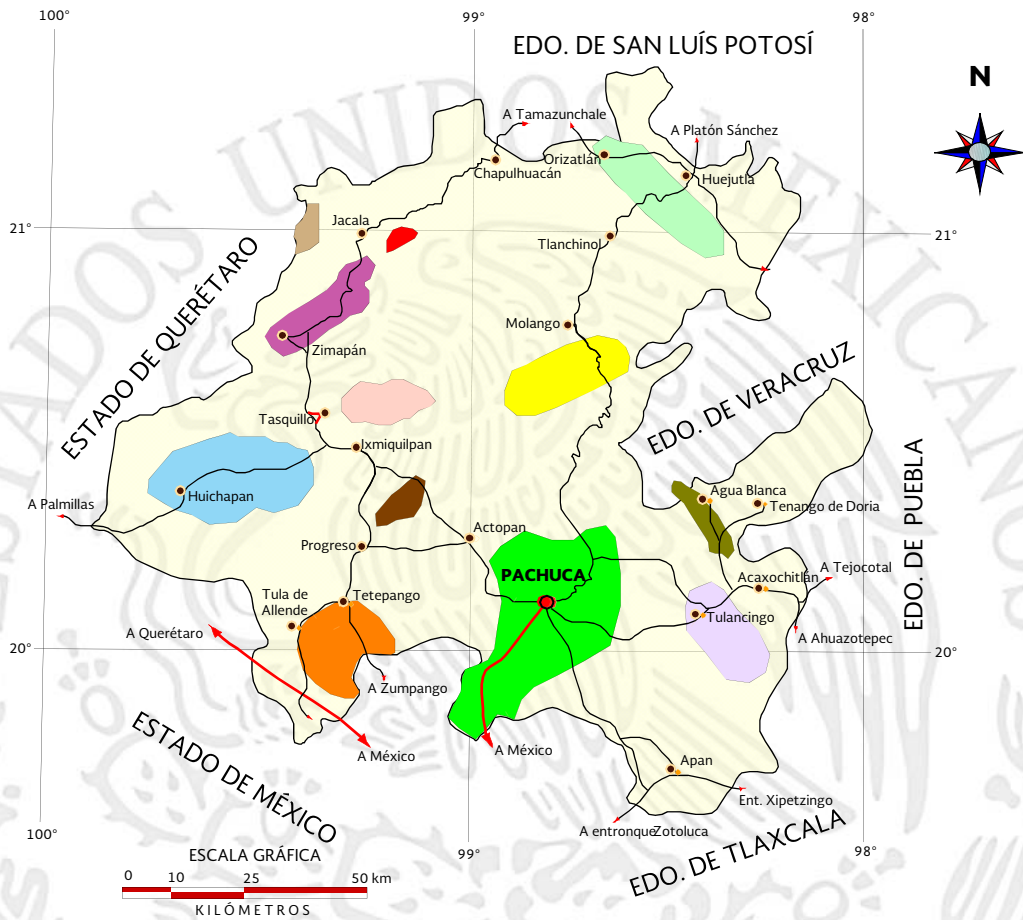 100°
99°
98°
EDO. DE SAN LUÍS POTOSÍ
N
A Tamazunchale
A Platón Sánchez
Orizatlán
Chapulhuacán
Huejutla
Jacala
21°
Tlanchinol
21°
ESTADO DE QUERÉTARO
Molango
Zimapán
EDO. DE VERACRUZ
Tasquillo
Ixmiquilpan
EDO. DE PUEBLA
Huichapan
Agua Blanca
A Palmillas
Tenango de Doria
Actopan
Progreso
A Tejocotal
PACHUCA
Acaxochitlán
Tula de
Allende
Tetepango
Tulancingo
A Querétaro
A Ahuazotepec
20°
20°
A Zumpango
ESTADO DE MÉXICO
A México
A México
Apan
Ent. Xipetzingo
100°
A entronque Zotoluca
99°
98°
EDO. DE TLAXCALA
ESCALA GRÁFICA
0 10 25 50 km
KILÓMETROS
ESTADOS UNIDOS MEXICANOS